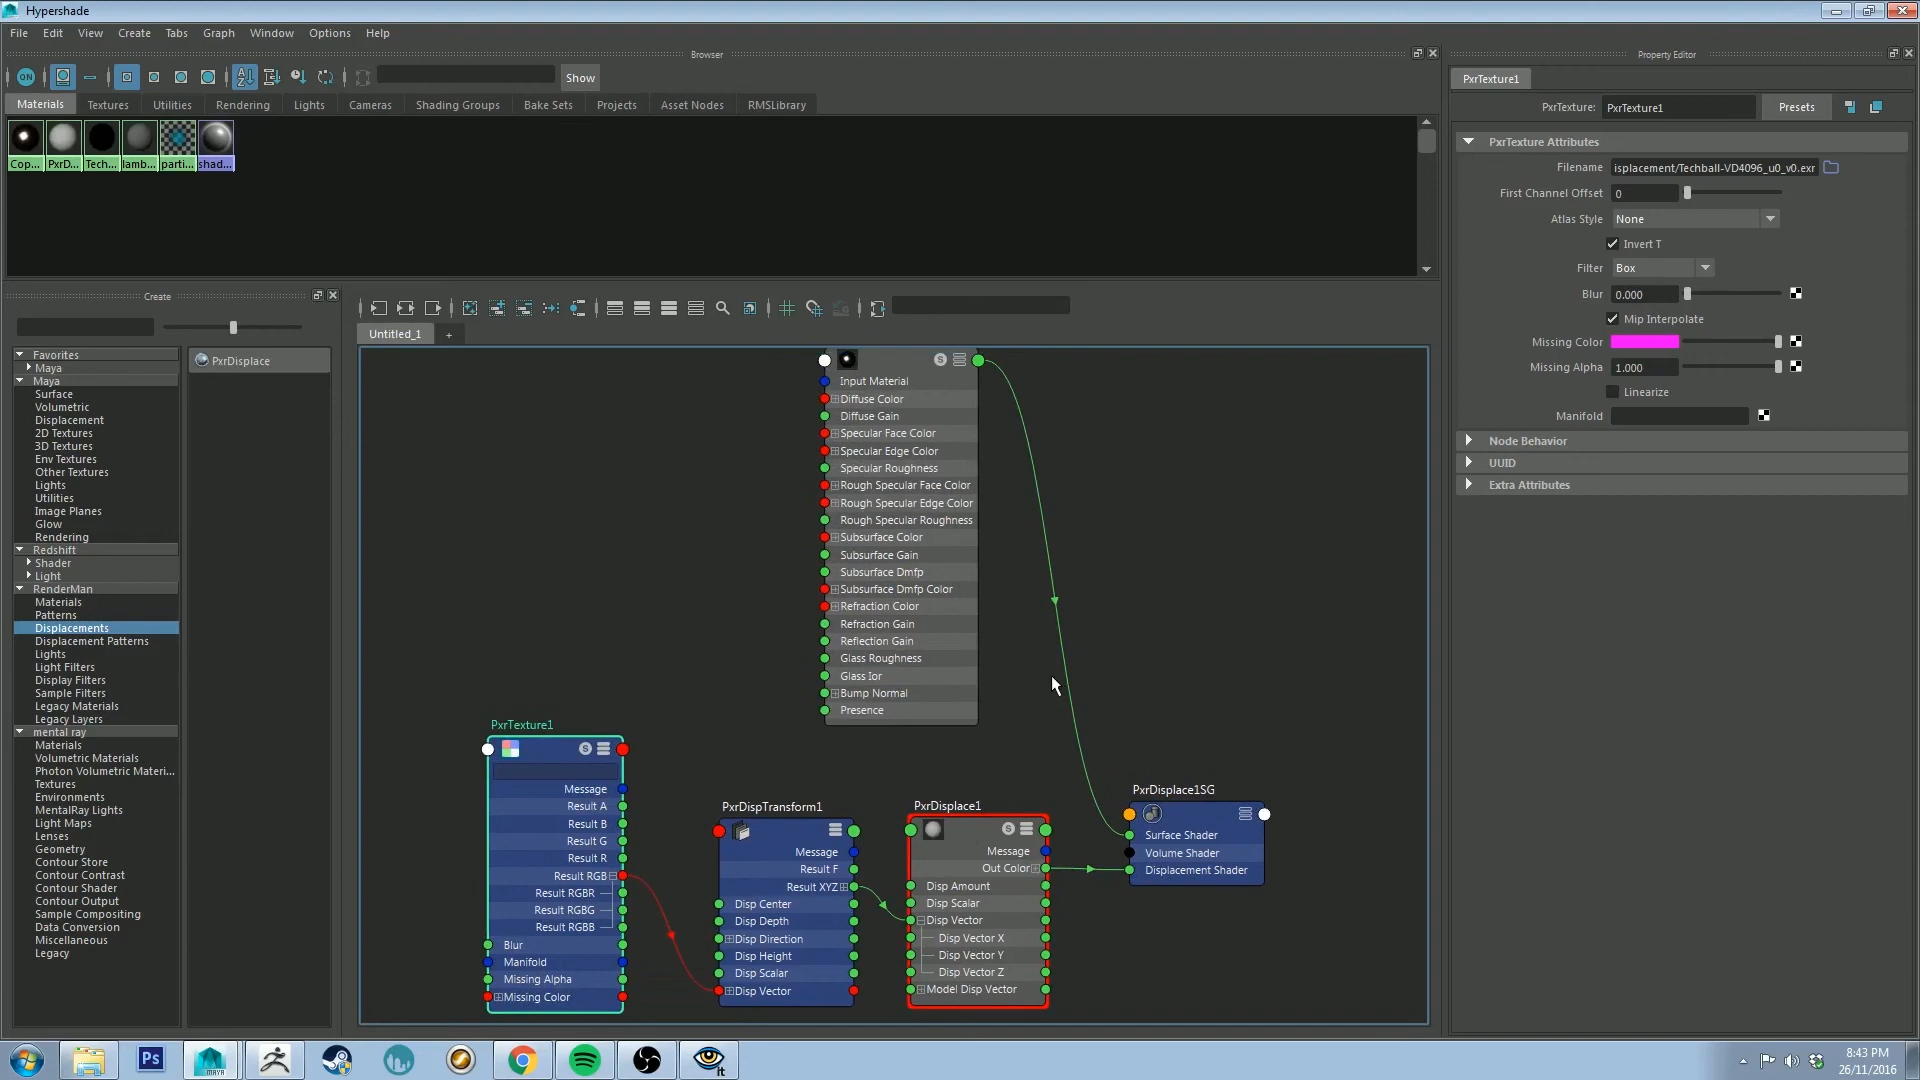 Hypershade
File Edit View Create Tabs Graph Window Options Help
Browser
ON
Show
Materials Textures Utilities Rendering Lights Cameras Shading Groups Bake Sets Projects Asset Nodes RMSLibrary
Cop... PxrD... Tech... lamb... parti... shad...
Create
PxrDisplace
Favorites
Maya
Maya
Surface
Volumetric
Displacement
2D Textures
3D Textures
Env Textures
Other Textures
Lights
Utilities
Image Planes
Glow
Rendering
Redshift
Shader
Light
RenderMan
Materials
Patterns
Displacements
Displacement Patterns
Lights
Light Filters
Display Filters
Sample Filters
Legacy Materials
Legacy Layers
mental ray
Materials
Volumetric Materials
Photon Volumetric Materi...
Textures
Environments
MentalRay Lights
Light Maps
Lenses
Geometry
Contour Store
Contour Contrast
Contour Shader
Contour Output
Sample Compositing
Data Conversion
Miscellaneous
Legacy
Untitled_1 +
S
Input Material
Diffuse Color
Diffuse Gain
Specular Face Color
Specular Edge Color
Specular Roughness
Rough Specular Face Color
Rough Specular Edge Color
Rough Specular Roughness
Subsurface Color
Subsurface Gain
Subsurface Dmfp
Subsurface Dmfp Color
Refraction Color
Refraction Gain
Reflection Gain
Glass Roughness
Glass Ior
Bump Normal
Presence
PxrTexture1
S
Message
Result A
Result B
Result G
Result R
Result RGB
Result RGBR
Result RGBG
Result RGBB
Blur
Manifold
Missing Alpha
Missing Color
PxrDispTransform1
Message
Result F
Result XYZ
Disp Center
Disp Depth
Disp Direction
Disp Height
Disp Scalar
Disp Vector
PxrDisplace1
S
Message
Out Color
Disp Amount
Disp Scalar
Disp Vector
Disp Vector X
Disp Vector Y
Disp Vector Z
Model Disp Vector
PxrDisplace1SG
Surface Shader
Volume Shader
Displacement Shader
Property Editor
PxrTexture1
PxrTexture: PxrTexture1 Presets
PxrTexture Attributes
Filename isplacement/Techball-VD4096_u0_v0.exr
First Channel Offset 0
Atlas Style None
Invert T
Filter Box
Blur 0.000
Mip Interpolate
Missing Color
Missing Alpha 1.000
Linearize
Manifold
Node Behavior
UUID
Extra Attributes
Ps
MAYA
it
8:43 PM
26/11/2016